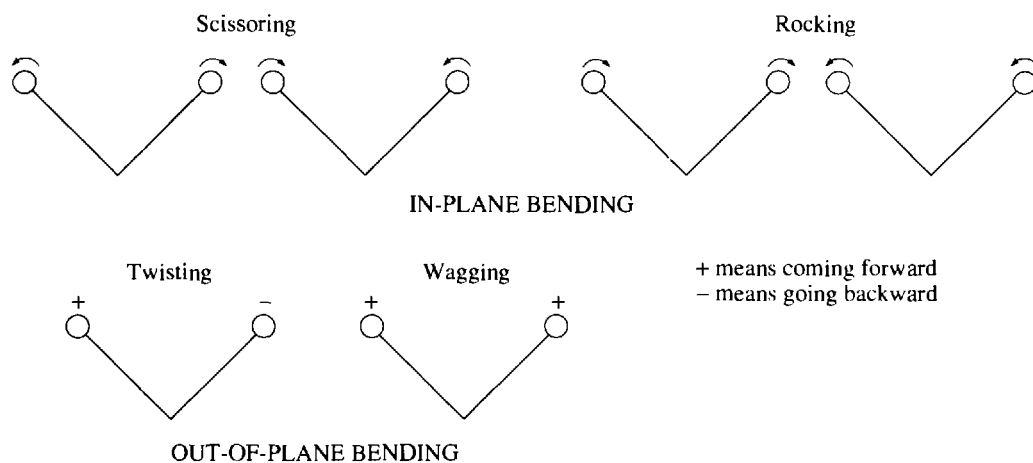 Scissoring
Rocking
IN-PLANE BENDING
Twisting
Wagging
+ means coming forward
− means going backward
+
−
+
+
OUT-OF-PLANE BENDING